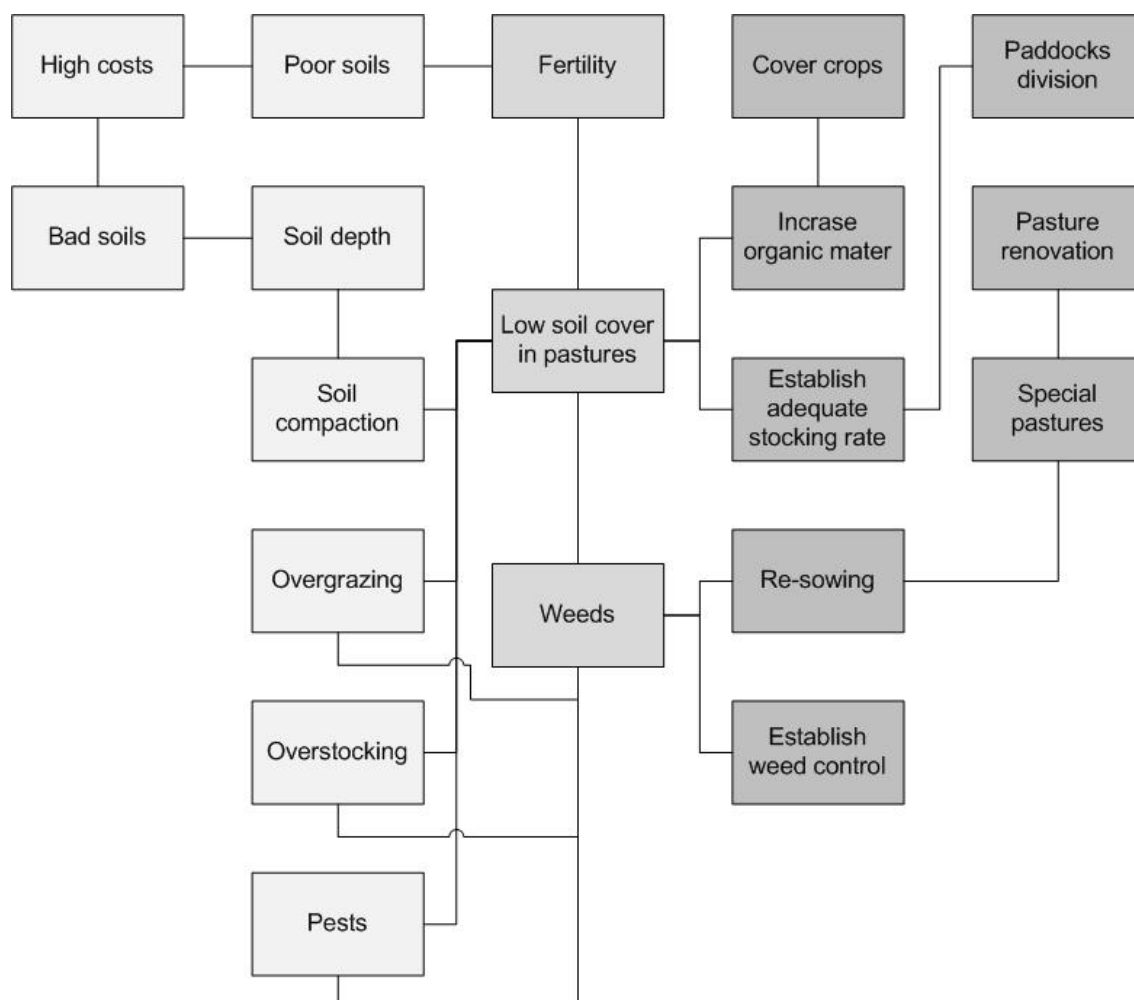 High costs
Poor soils
Fertility
Cover crops
Paddocks
division
Bad soils
Soil depth
Incrase
organic mater
Pasture
renovation
Low soil cover
in pastures
Soil
compaction
Establish
adequate
stocking rate
Special
pastures
Overgrazing
Weeds
Re-sowing
Overstocking
Establish
weed control
Pests